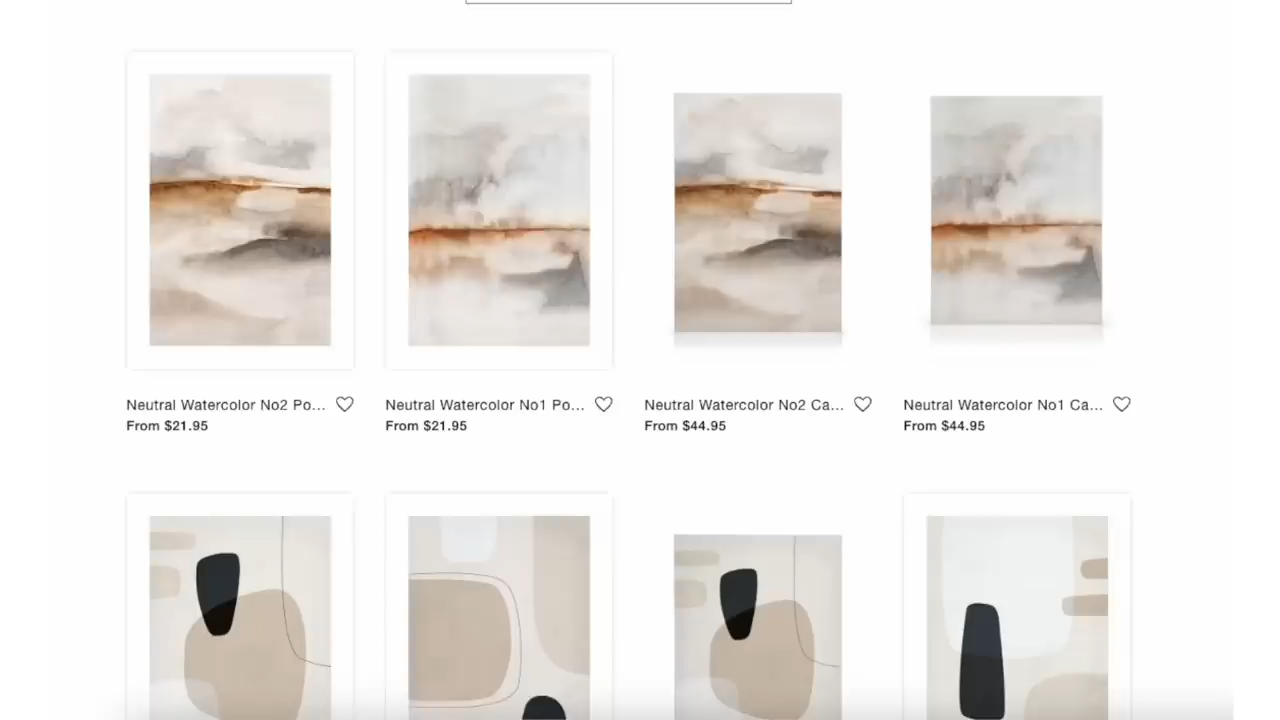 Neutral Watercolor No2 Po...
From $21.95
Neutral Watercolor No1 Po...
From $21.95
Neutral Watercolor No2 Ca...
From $44.95
Neutral Watercolor No1 Ca...
From $44.95